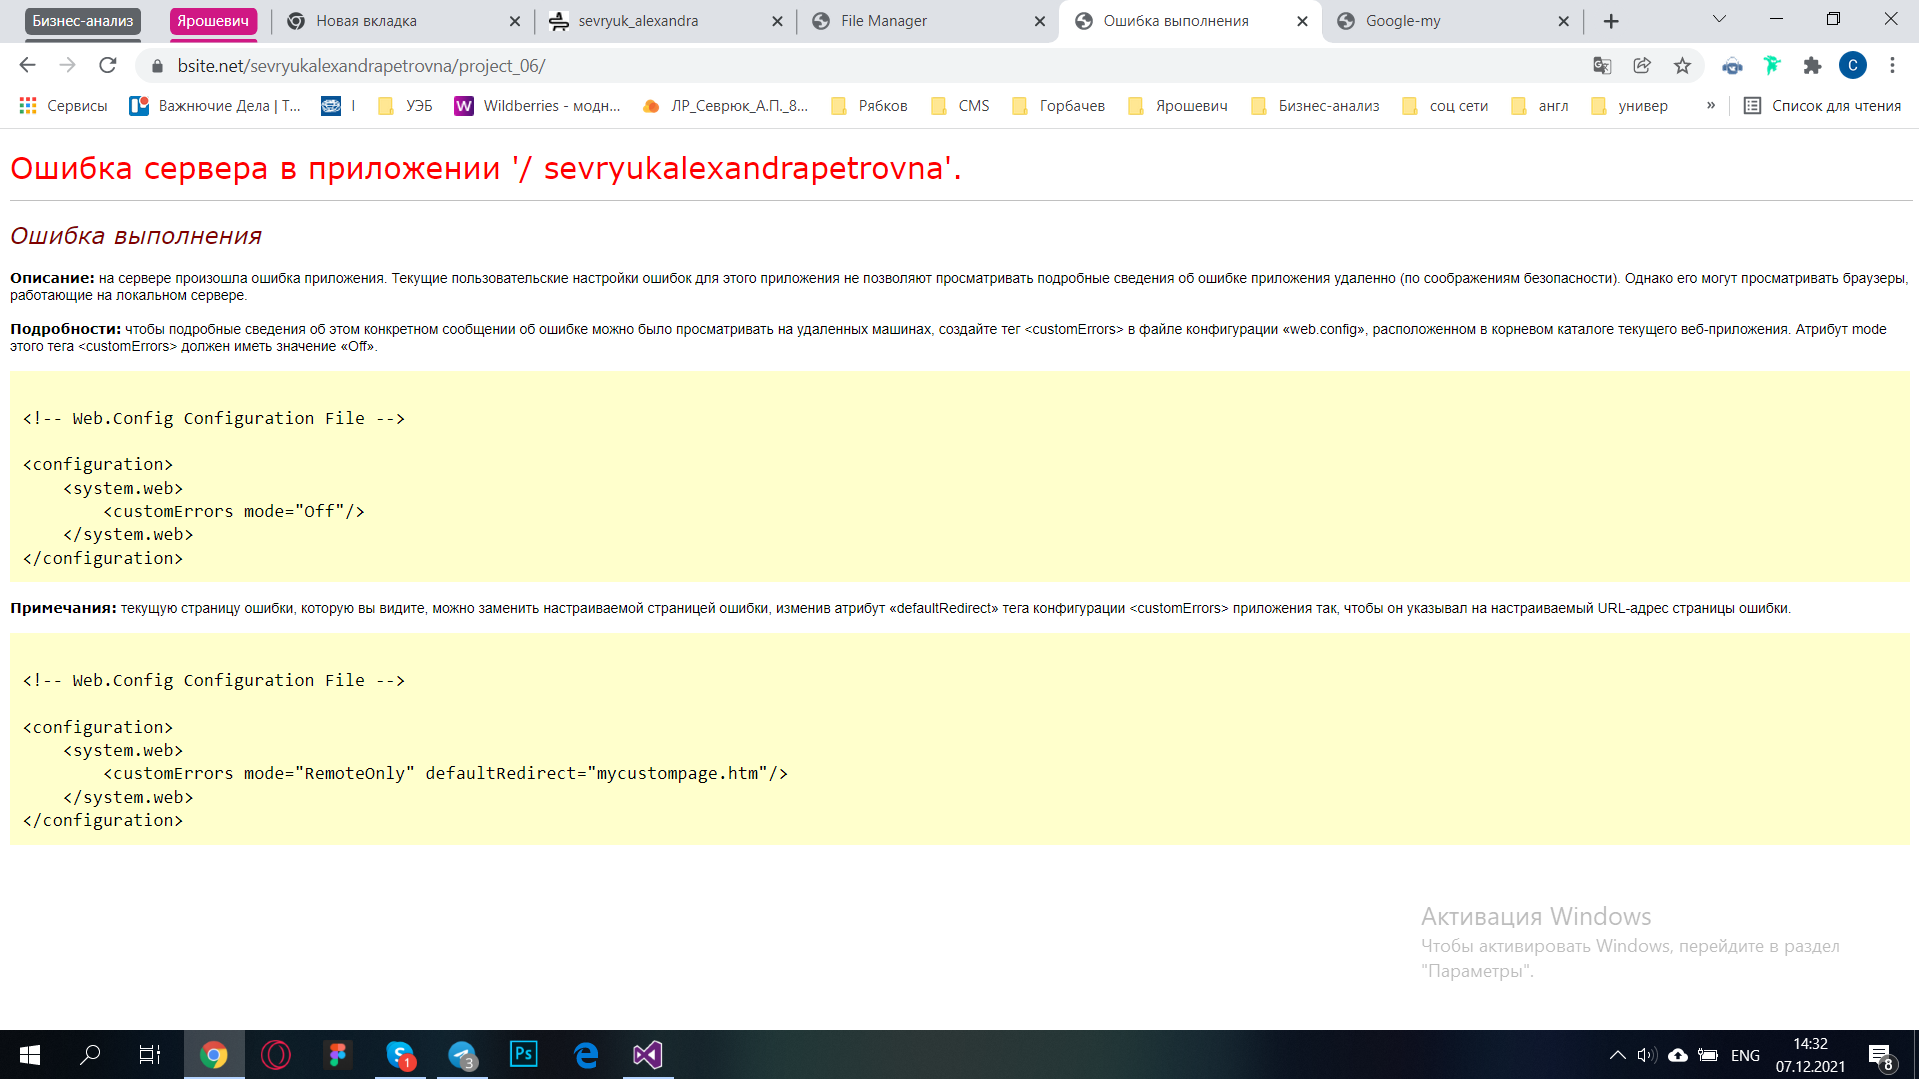 Бизнес-анализ Ярошевич Новая вкладка sevryuk_alexandra File Manager Ошибка выполнения Google-my
bsite.net/sevryukalexandrapetrovna/project_06/ C
Сервисы Важнючие Дела | Т... I УЭБ W Wildberries - модн... ЛР_Севрюк_А.П._8... Рябков CMS Горбачев Ярошевич Бизнес-анализ соц сети англ универ » Список для чтения
Ошибка сервера в приложении '/ sevryukalexandrapetrovna'.
Ошибка выполнения
Описание: на сервере произошла ошибка приложения. Текущие пользовательские настройки ошибок для этого приложения не позволяют просматривать подробные сведения об ошибке приложения удаленно (по соображениям безопасности). Однако его могут просматривать браузеры,
работающие на локальном сервере.
Подробности: чтобы подробные сведения об этом конкретном сообщении об ошибке можно было просматривать на удаленных машинах, создайте тег <customErrors> в файле конфигурации «web.config», расположенном в корневом каталоге текущего веб-приложения. Атрибут mode
этого тега <customErrors> должен иметь значение «Off».
<!-- Web.Config Configuration File -->
<configuration>
<system.web>
<customErrors mode="Off"/>
</system.web>
</configuration>
Примечания: текущую страницу ошибки, которую вы видите, можно заменить настраиваемой страницей ошибки, изменив атрибут «defaultRedirect» тега конфигурации <customErrors> приложения так, чтобы он указывал на настраиваемый URL-адрес страницы ошибки.
<!-- Web.Config Configuration File -->
<configuration>
<system.web>
<customErrors mode="RemoteOnly" defaultRedirect="mycustompage.htm"/>
</system.web>
</configuration>
Активация Windows
Чтобы активировать Windows, перейдите в раздел
"Параметры".
S 1 3 Ps ENG 14:32
07.12.2021 8